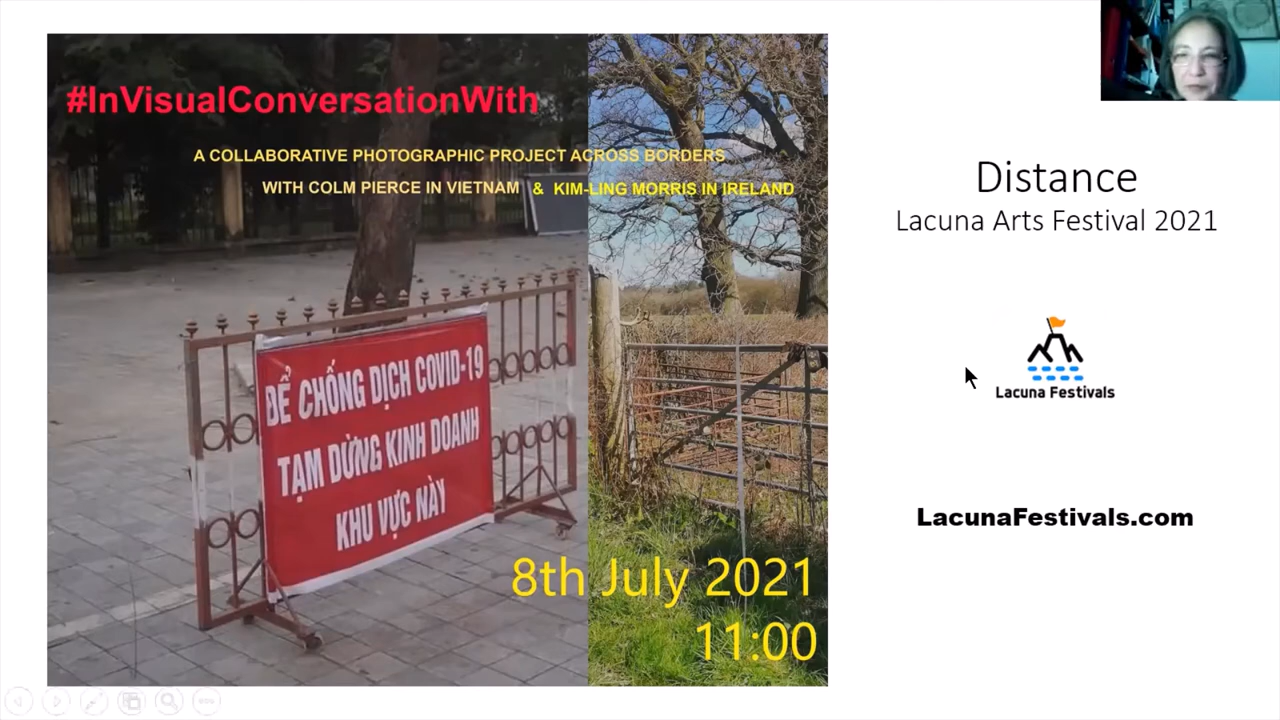 #InVisualConversationWith
A COLLABORATIVE PHOTOGRAPHIC PROJECT ACROSS BORDERS
WITH COLM PIERCE IN VIETNAM & KIM-LING MORRIS IN IRELAND
ĐỂ CHỐNG DỊCH COVID-19
TẠM DỪNG KINH DOANH
KHU VỰC NÀY
8th July 2021
11:00
Distance
Lacuna Arts Festival 2021
Lacuna Festivals
LacunaFestivals.com